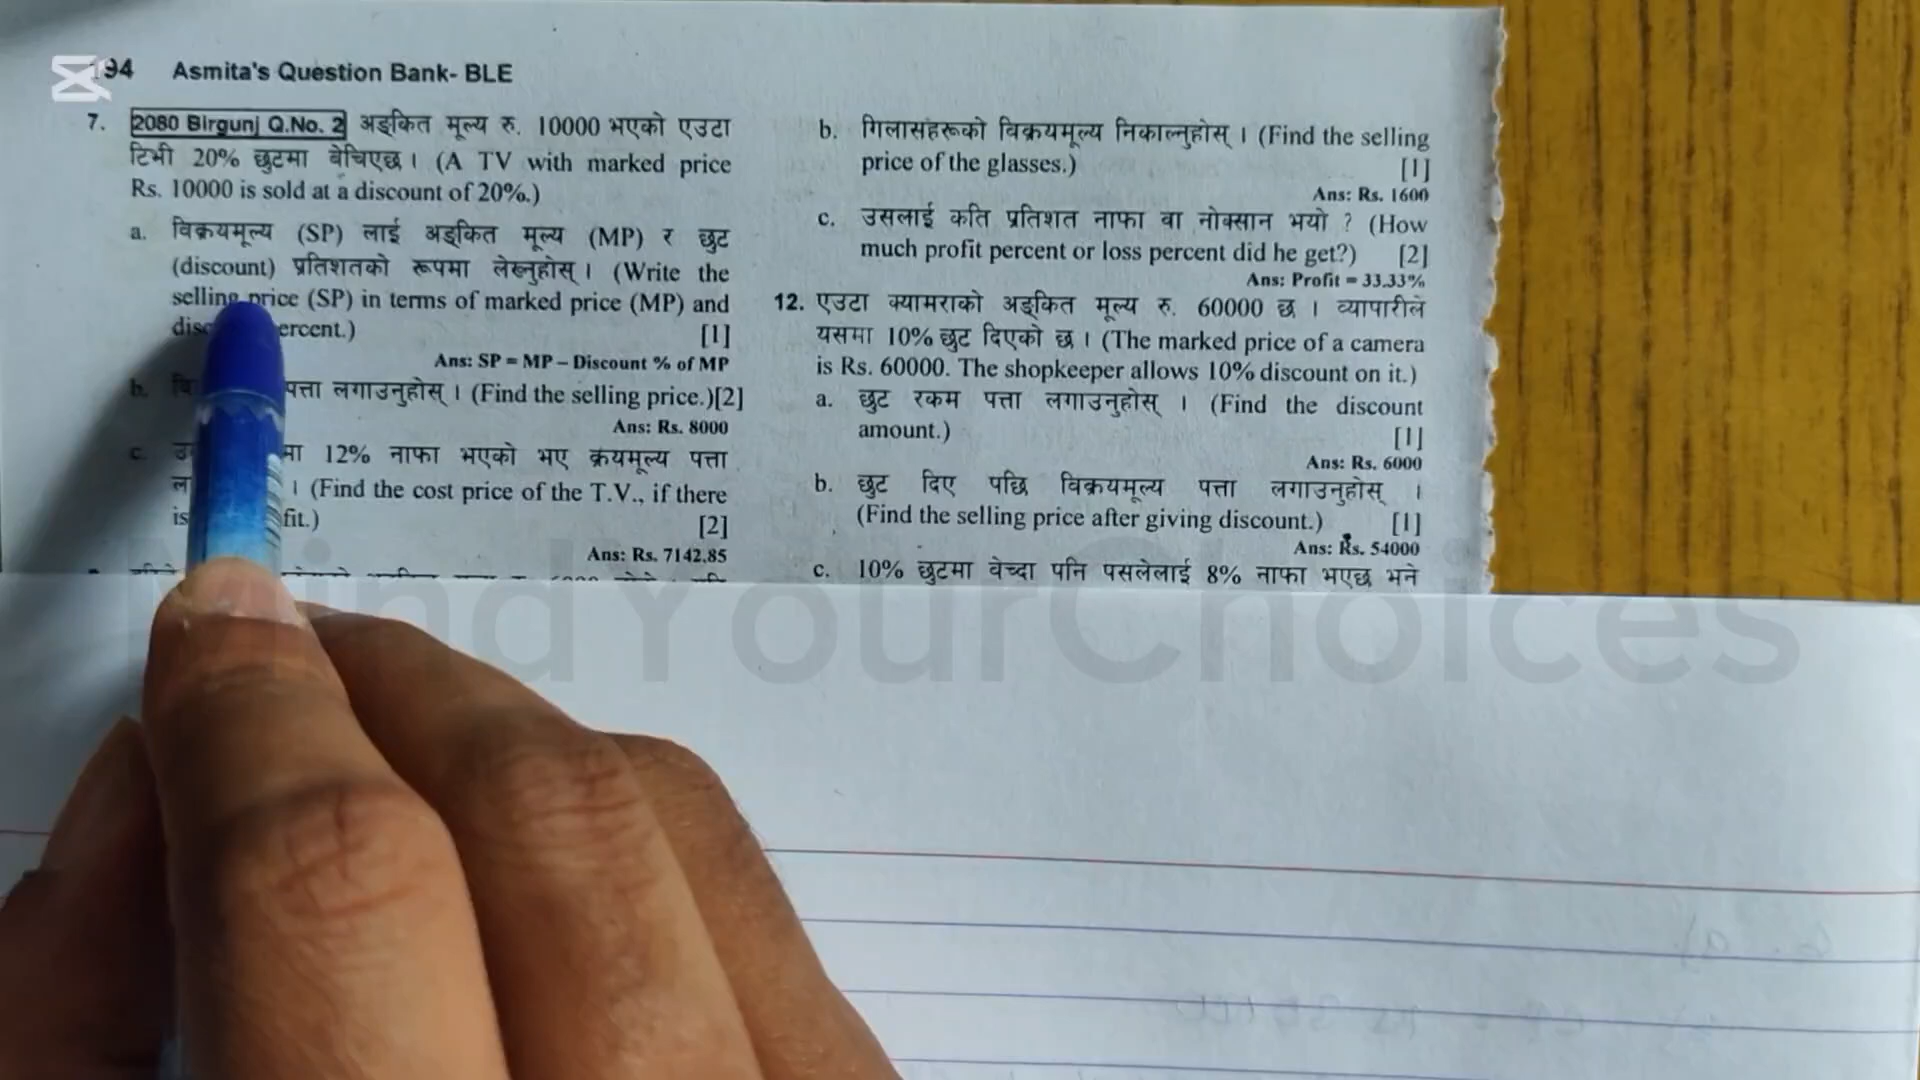 194 Asmita's Question Bank- BLE
7. 2080 Birgunj Q.No. 2 अङ्कित मूल्य रु. 10000 भएको एउटा
टिभी 20% छुटमा बेचिएछ । (A TV with marked price
Rs. 10000 is sold at a discount of 20%.)
a. विक्रयमूल्य (SP) लाई अङ्कित मूल्य (MP) र छुट
(discount) प्रतिशतको रूपमा लेख्नुहोस् । (Write the
selling price (SP) in terms of marked price (MP) and
disc ercent.) [1]
Ans: SP = MP – Discount % of MP
b. वि पत्ता लगाउनुहोस् । (Find the selling price.)[2]
Ans: Rs. 8000
c. मा 12% नाफा भएको भए क्रयमूल्य पत्ता
ल । (Find the cost price of the T.V., if there
is fit.) [2]
Ans: Rs. 7142.85
b. गिलासहरूको विक्रयमूल्य निकाल्नुहोस् । (Find the selling
price of the glasses.) [1]
Ans: Rs. 1600
c. उसलाई कति प्रतिशत नाफा वा नोक्सान भयो ? (How
much profit percent or loss percent did he get?) [2]
Ans: Profit = 33.33%
12. एउटा क्यामराको अङ्कित मूल्य रु. 60000 छ । व्यापारीले
यसमा 10% छुट दिएको छ । (The marked price of a camera
is Rs. 60000. The shopkeeper allows 10% discount on it.)
a. छुट रकम पत्ता लगाउनुहोस् । (Find the discount
amount.) [1]
Ans: Rs. 6000
b. छुट दिए पछि विक्रयमूल्य पत्ता लगाउनुहोस् ।
(Find the selling price after giving discount.) [1]
Ans: Rs. 54000
c. 10% छुटमा बेच्दा पनि पसलेलाई 8% नाफा भएछ भने
MindYourChoices